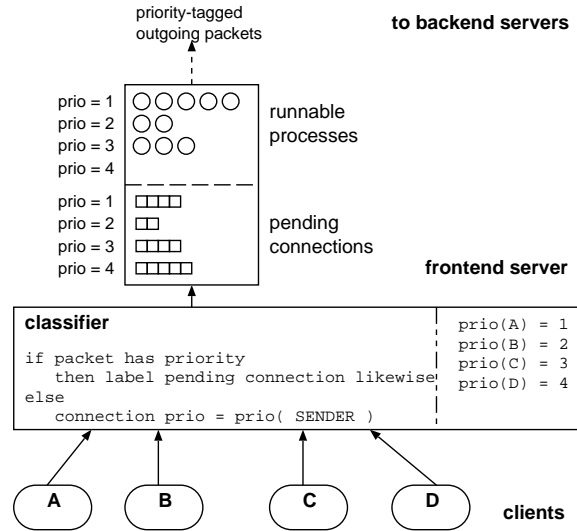 priority-tagged
outgoing packets
to backend servers
prio = 1
prio = 2
prio = 3
prio = 4
runnable
processes
prio = 1
prio = 2
prio = 3
prio = 4
pending
connections
frontend server
classifier
if packet has priority
then label pending connection likewise
else
connection prio = prio( SENDER )
prio(A) = 1
prio(B) = 2
prio(C) = 3
prio(D) = 4
A
B
C
D
clients